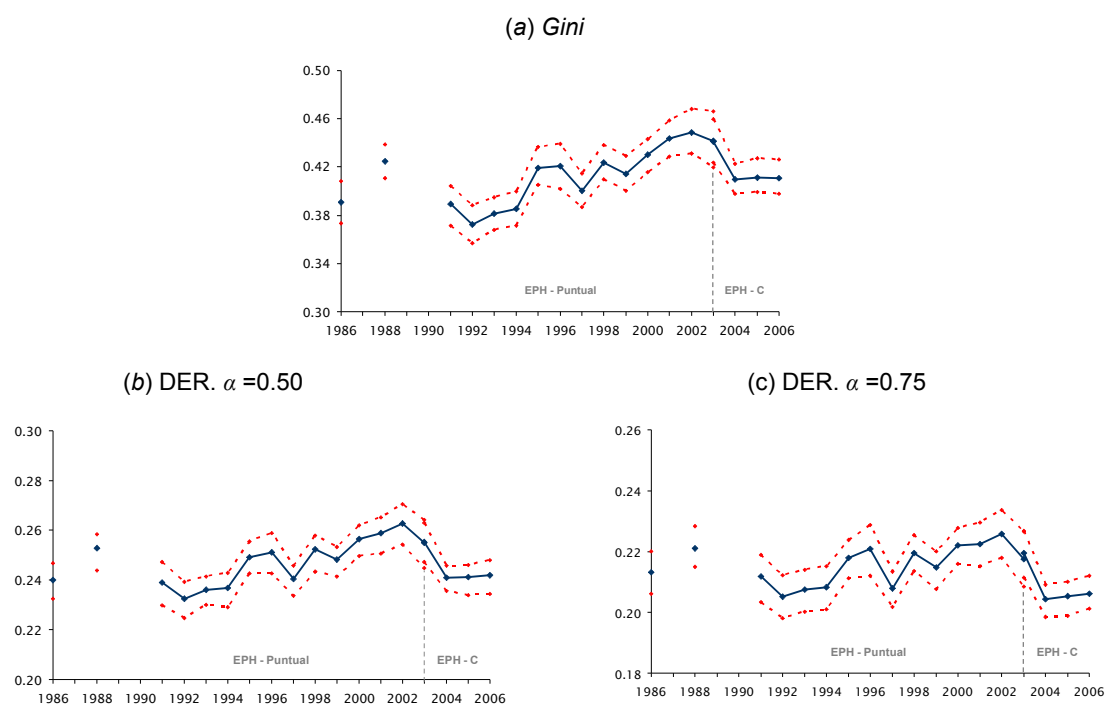 (a) Gini
0.50
0.46
0.42
0.38
0.34
0.30
EPH - Puntual EPH - C
1986 1988 1990 1992 1994 1996 1998 2000 2002 2004 2006
(b) DER. α =0.50
0.30
0.28
0.26
0.24
0.22
0.20
EPH - Puntual EPH - C
1986 1988 1990 1992 1994 1996 1998 2000 2002 2004 2006
(c) DER. α =0.75
0.26
0.24
0.22
0.20
0.18
EPH - Puntual EPH - C
1986 1988 1990 1992 1994 1996 1998 2000 2002 2004 2006